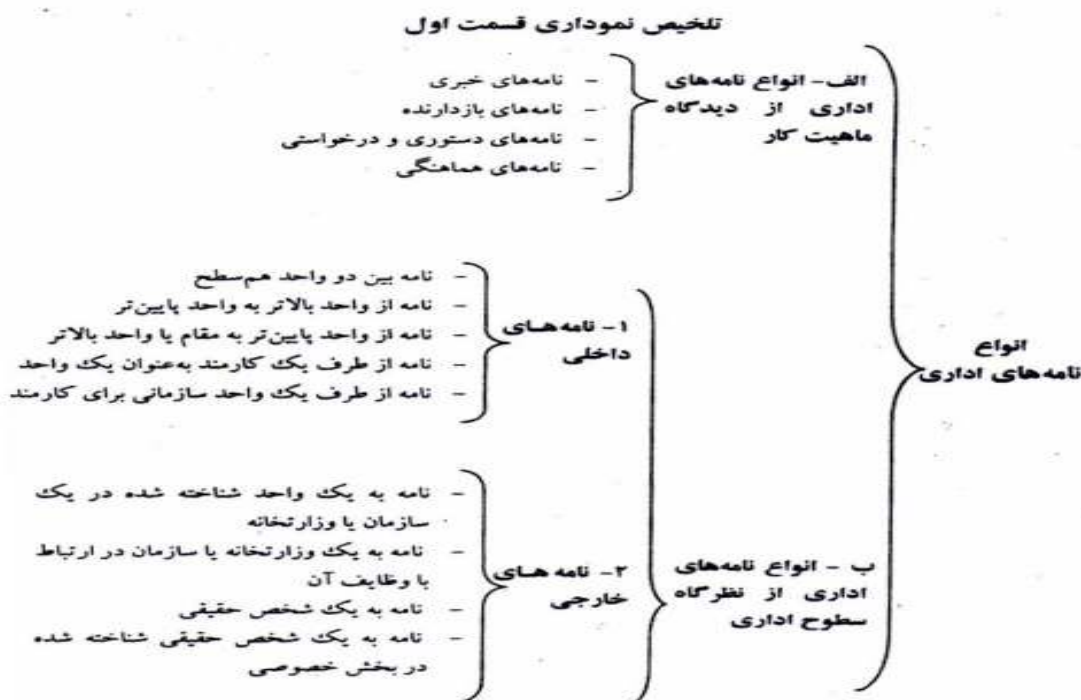 تلخیص نموداری قسمت اول
انواع
نامه‌های اداری
الف- انواع نامه‌های
اداری از دیدگاه
ماهیت کار
- نامه‌های خبری
- نامه‌های بازدارنده
- نامه‌های دستوری و درخواستی
- نامه‌های هماهنگی
ب - انواع نامه‌های
اداری از نظرگاه
سطوح اداری
۱- نامه‌های
داخلی
- نامه بین دو واحد هم‌سطح
- نامه از واحد بالاتر به واحد پایین‌تر
- نامه از واحد پایین‌تر به مقام یا واحد بالاتر
- نامه از طرف یک کارمند به‌عنوان یک واحد
- نامه از طرف یک واحد سازمانی برای کارمند
۲- نامه های
خارجی
- نامه به یک واحد شناخته شده در یک
سازمان یا وزارتخانه
- نامه به یک وزارتخانه یا سازمان در ارتباط
با وظایف آن
- نامه به یک شخص حقیقی
- نامه به یک شخص حقیقی شناخته شده
در بخش خصوصی